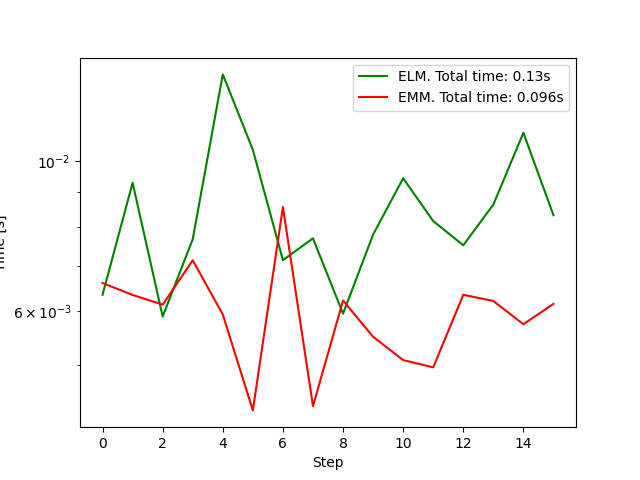 ELM. Total time: 0.13s
EMM. Total time: 0.096s
10⁻²
6 × 10⁻³
Time [s]
0 2 4 6 8 10 12 14
Step